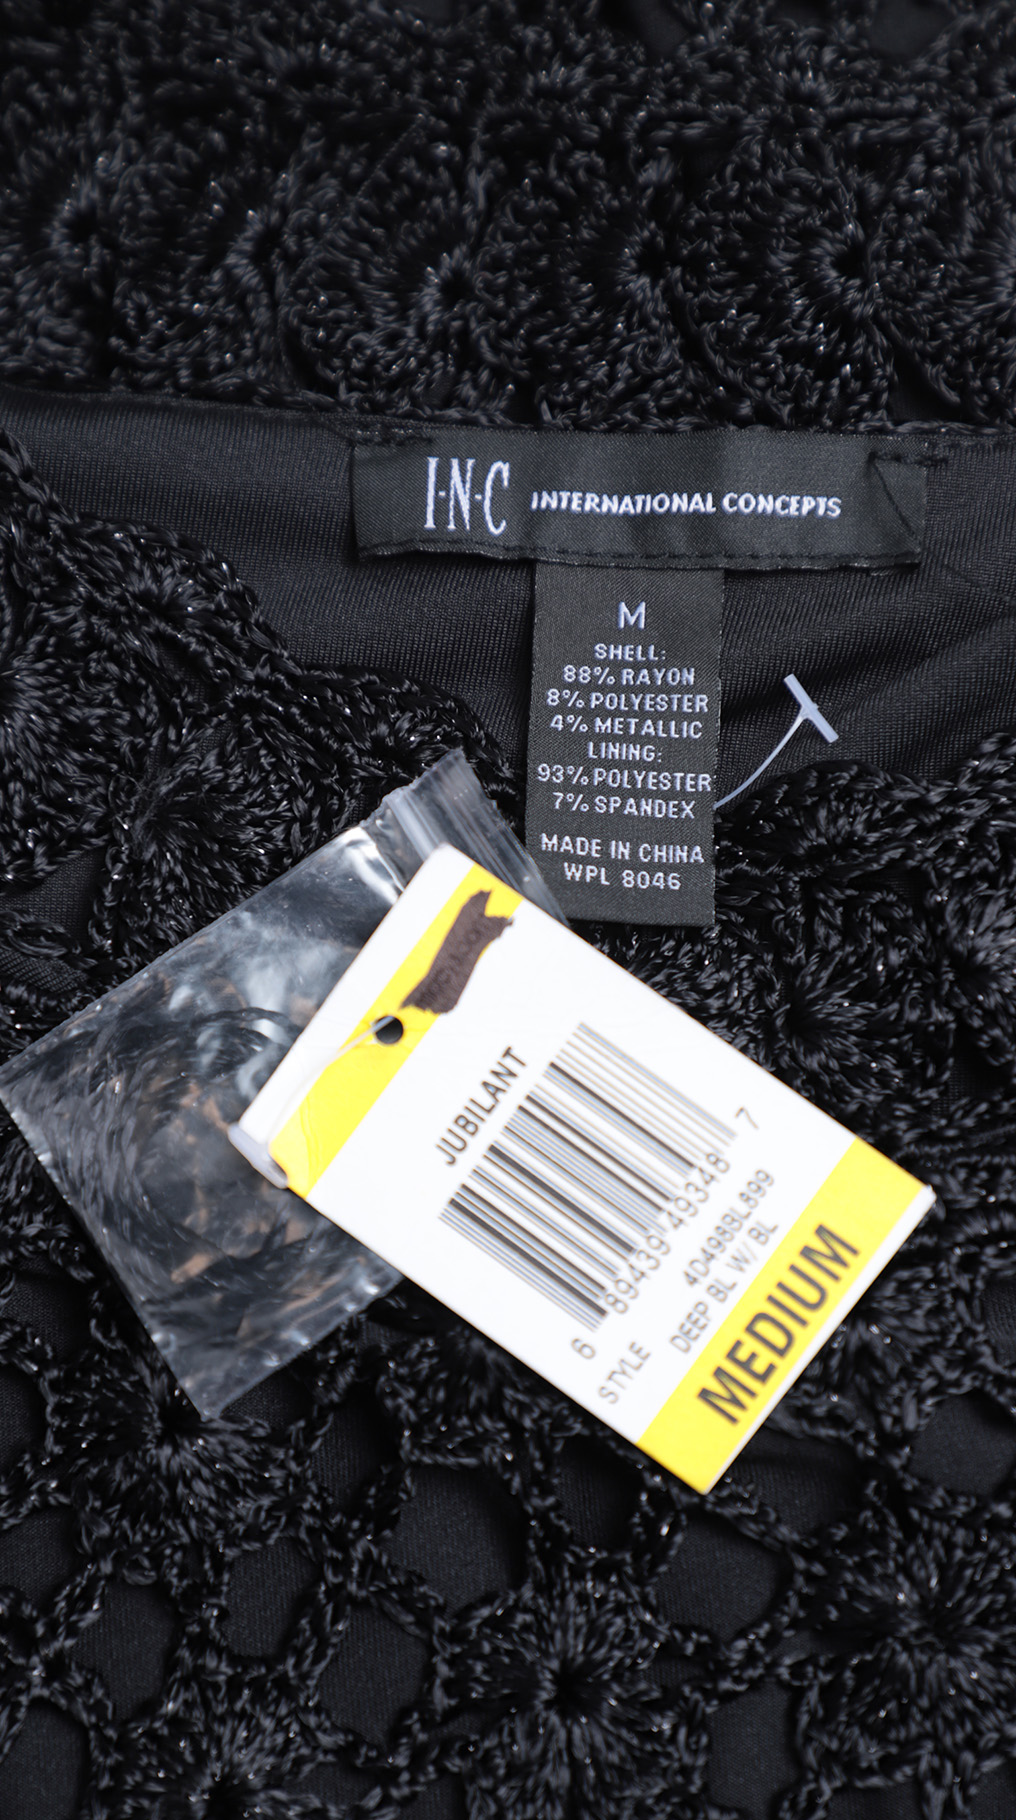 I·N·C INTERNATIONAL CONCEPTS
M
SHELL:
88% RAYON
8% POLYESTER
4% METALLIC
LINING:
93% POLYESTER
7% SPANDEX
MADE IN CHINA
WPL 8046
JUBILANT
6 89439 49348 7
STYLE 40498BL899
DEEP BL W/ BL
MEDIUM